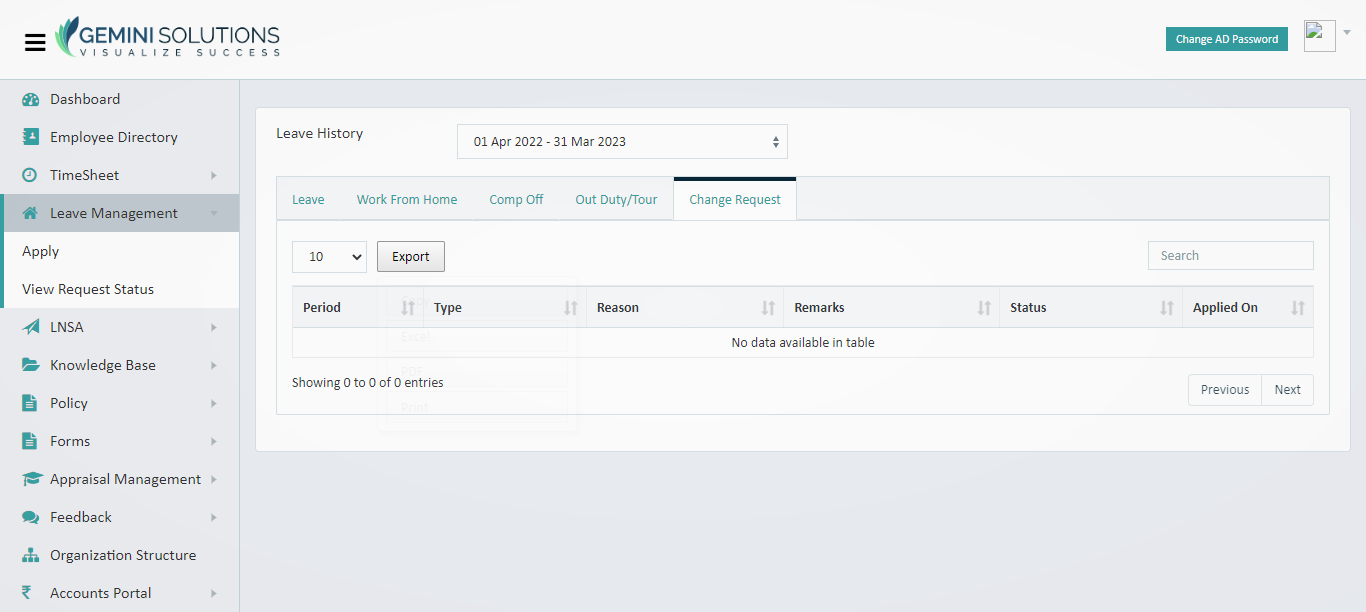 GEMINI SOLUTIONS
VISUALIZE SUCCESS
Change AD Password
Dashboard
Employee Directory
TimeSheet
Leave Management
Apply
View Request Status
LNSA
Knowledge Base
Policy
Forms
Appraisal Management
Feedback
Organization Structure
Accounts Portal
Leave History
01 Apr 2022 - 31 Mar 2023
Leave Work From Home Comp Off Out Duty/Tour Change Request
10 Export Search
Copy
Period Type Reason Remarks Status Applied On
Excel
No data available in table
PDF
Showing 0 to 0 of 0 entries
Previous Next
Print